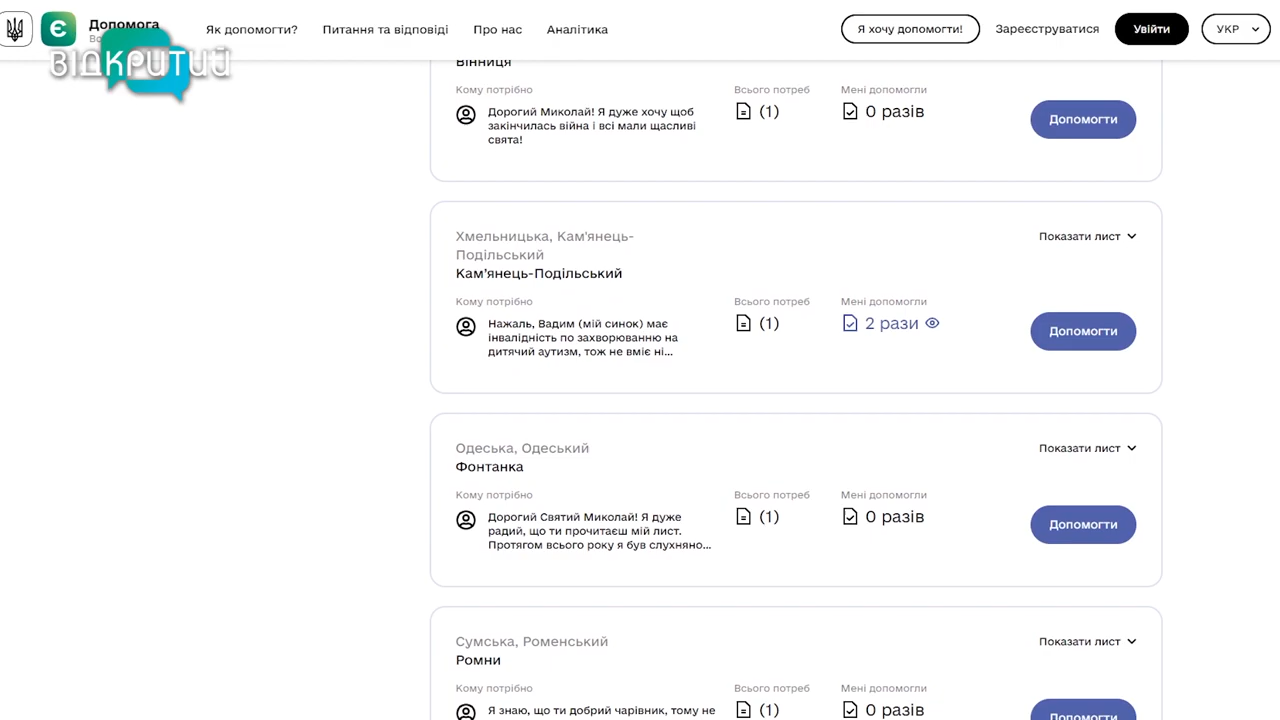 Допомога
ВІДКРИТИЙ
Як допомогти?
Питання та відповіді
Про нас
Аналітика
Я хочу допомогти!
Зареєструватися
Увійти
УКР
Вінниця
Кому потрібно
Всього потреб
Мені допомогли
Дорогий Миколай! Я дуже хочу щоб
закінчилась війна і всі мали щасливі
свята!
(1)
0 разів
Допомогти
Хмельницька, Кам'янець-
Подільський
Кам'янець-Подільський
Показати лист
Кому потрібно
Всього потреб
Мені допомогли
Нажаль, Вадим (мій синок) має
інвалідність по захворюванню на
дитячий аутизм, тож не вміє ні...
(1)
2 рази
Допомогти
Одеська, Одеський
Фонтанка
Показати лист
Кому потрібно
Всього потреб
Мені допомогли
Дорогий Святий Миколай! Я дуже
радий, що ти прочитаєш мій лист.
Протягом всього року я був слухняно...
(1)
0 разів
Допомогти
Сумська, Роменський
Ромни
Показати лист
Кому потрібно
Всього потреб
Мені допомогли
Я знаю, що ти добрий чарівник, тому не
(1)
0 разів
Допомогти